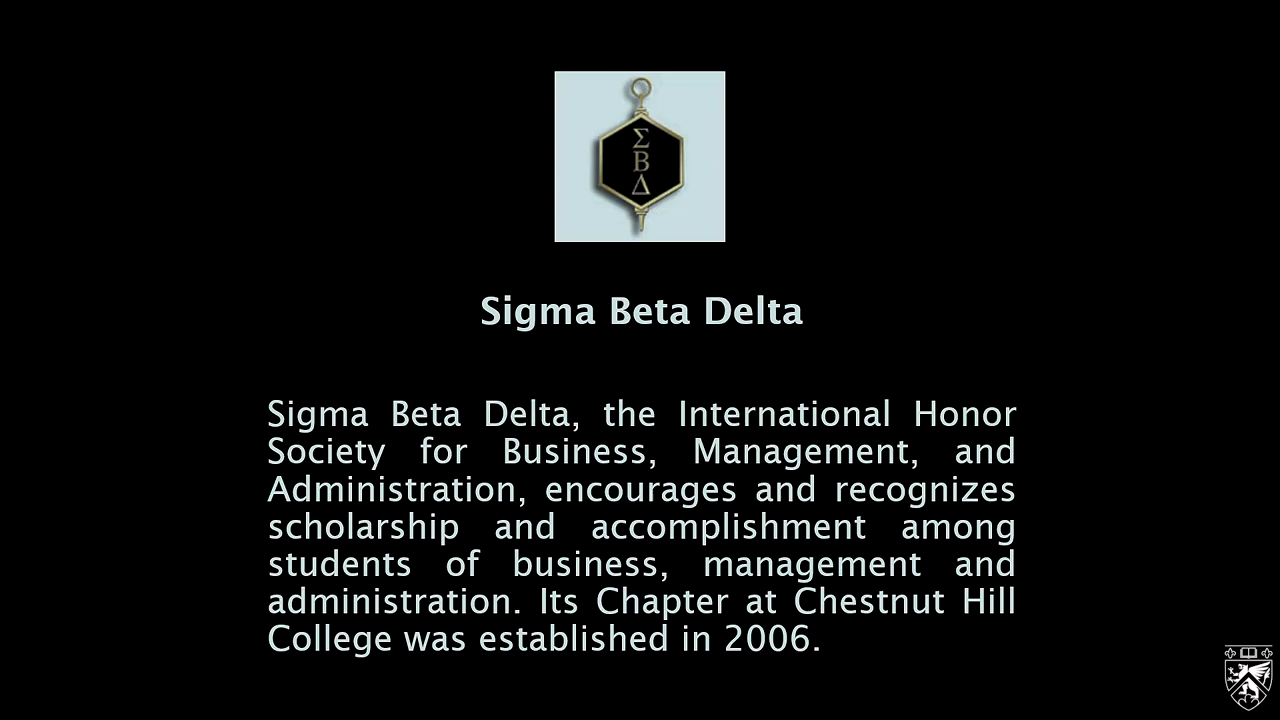 Σ
Β
Δ
Sigma Beta Delta
Sigma Beta Delta, the International Honor
Society for Business, Management, and
Administration, encourages and recognizes
scholarship and accomplishment among
students of business, management and
administration. Its Chapter at Chestnut Hill
College was established in 2006.